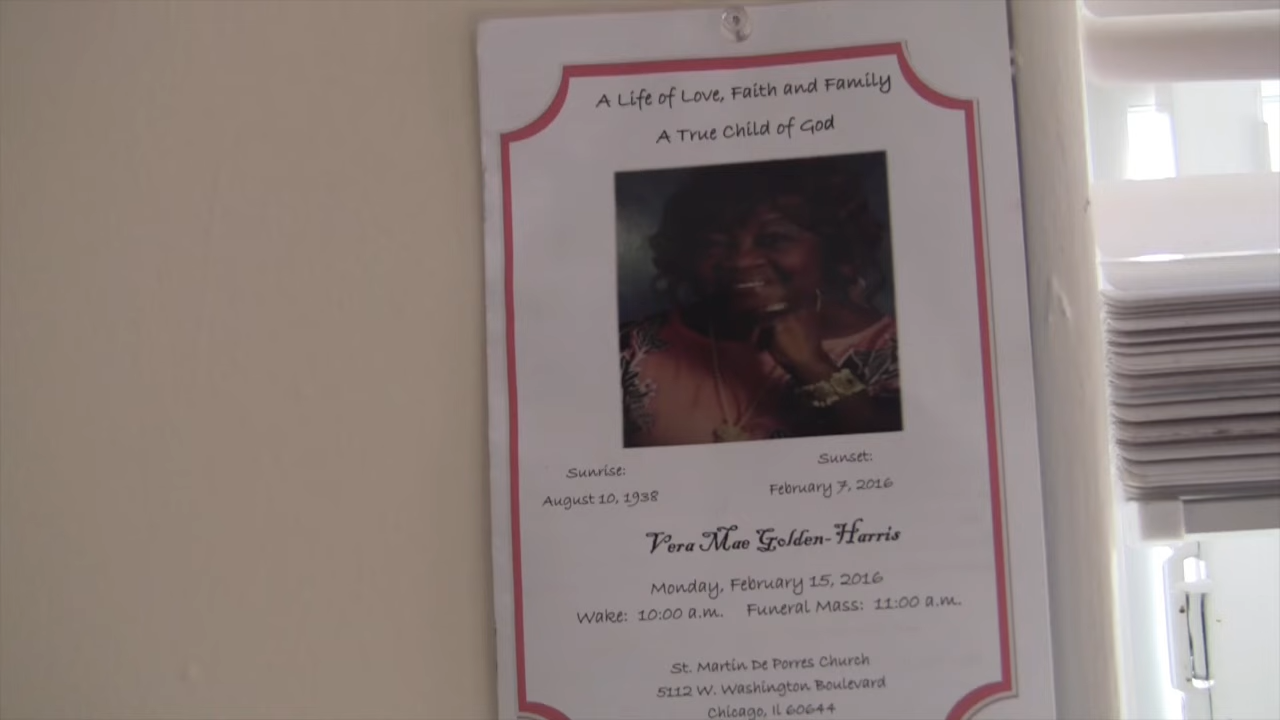 A Life of Love, Faith and Family
A True Child of God
Sunrise:
August 10, 1938
Sunset:
February 7, 2016
Vera Mae Golden-Harris
Monday, February 15, 2016
Wake: 10:00 a.m. Funeral Mass: 11:00 a.m.
St. Martin De Porres Church
5112 W. Washington Boulevard
Chicago, Il 60644